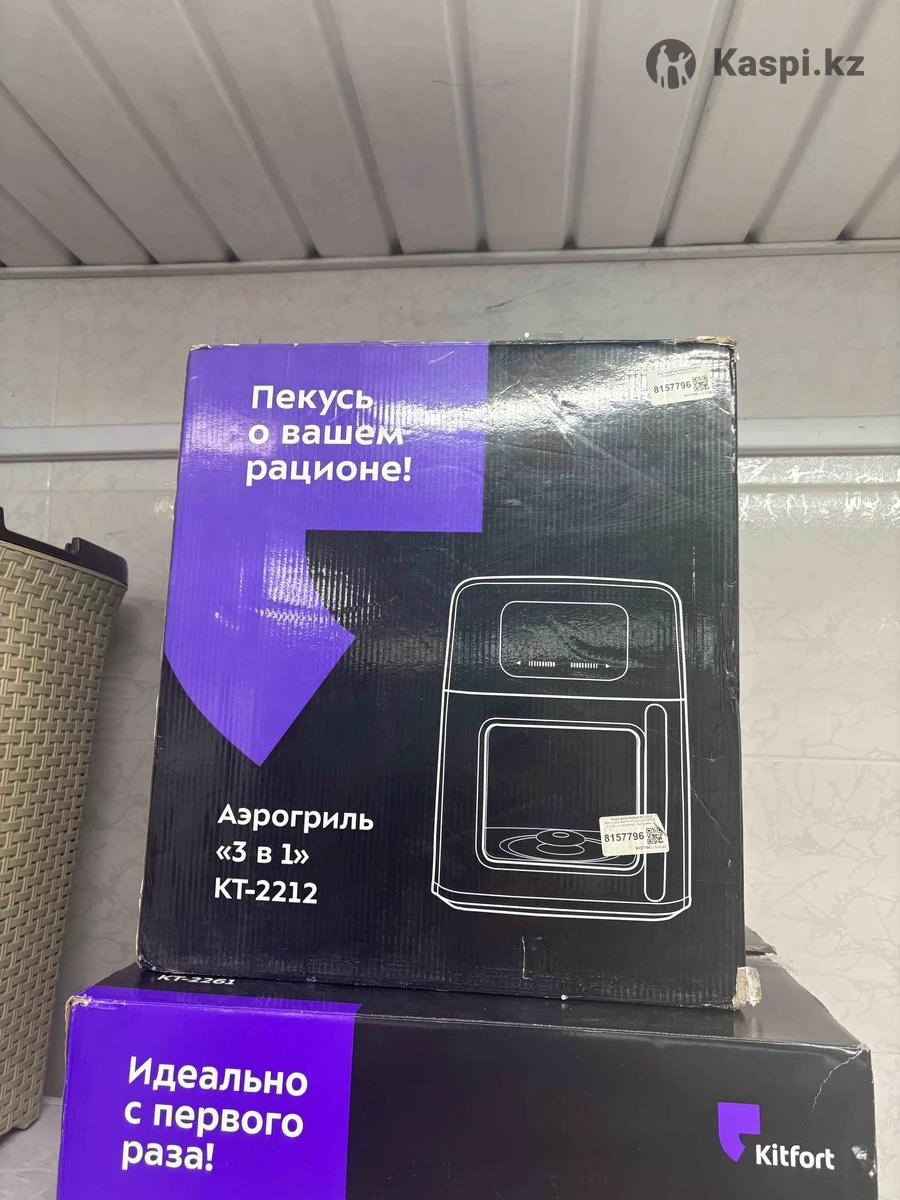 Kaspi.kz
Пекусь
о вашем
рационе!
8157796
Аэрогриль
«3 в 1»
КТ-2212
8157796
КТ-2261
Идеально
с первого
раза!
Kitfort